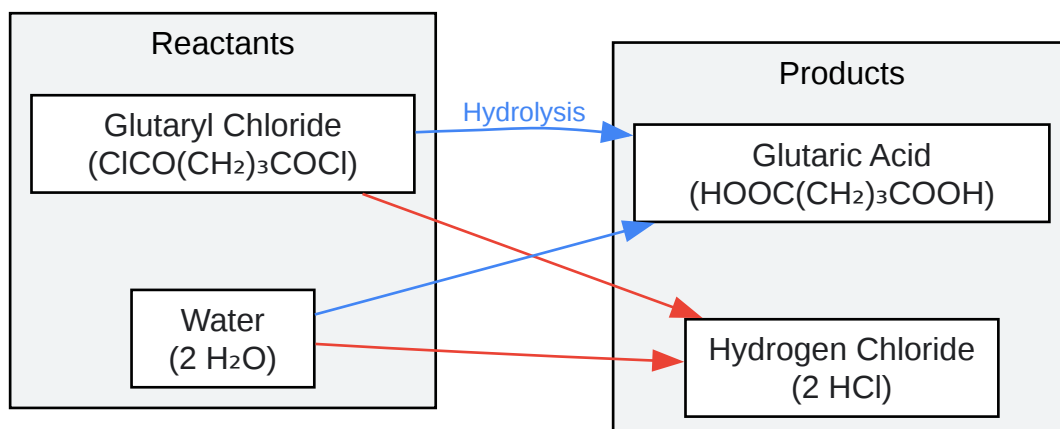 Reactants
Glutaryl Chloride
(ClCO(CH₂)₃COCl)
Water
(2 H₂O)
Hydrolysis
Products
Glutaric Acid
(HOOC(CH₂)₃COOH)
Hydrogen Chloride
(2 HCl)